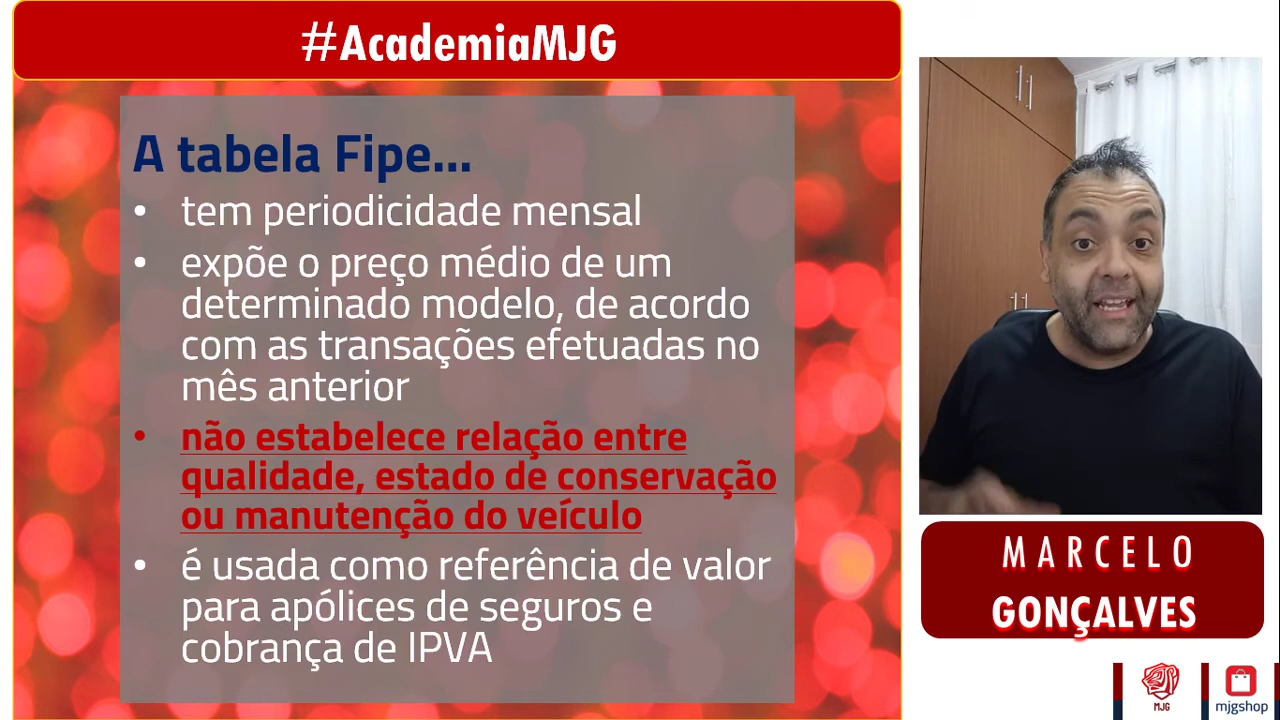 #AcademiaMJG
A tabela Fipe...
• tem periodicidade mensal
• expõe o preço médio de um
determinado modelo, de acordo
com as transações efetuadas no
mês anterior
• não estabelece relação entre
qualidade, estado de conservação
ou manutenção do veículo
• é usada como referência de valor
para apólices de seguros e
cobrança de IPVA
MARCELO
GONÇALVES
MJG
mjgshop